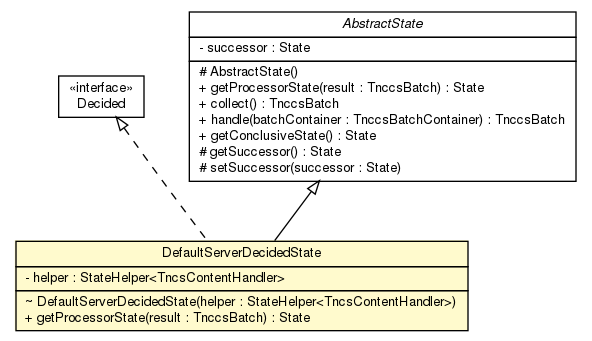 AbstractState
- successor : State
# AbstractState()
+ getProcessorState(result : TnccsBatch) : State
+ collect() : TnccsBatch
+ handle(batchContainer : TnccsBatchContainer) : TnccsBatch
+ getConclusiveState() : State
# getSuccessor() : State
# setSuccessor(successor : State)
«interface»
Decided
DefaultServerDecidedState
- helper : StateHelper<TncsContentHandler>
~ DefaultServerDecidedState(helper : StateHelper<TncsContentHandler>)
+ getProcessorState(result : TnccsBatch) : State